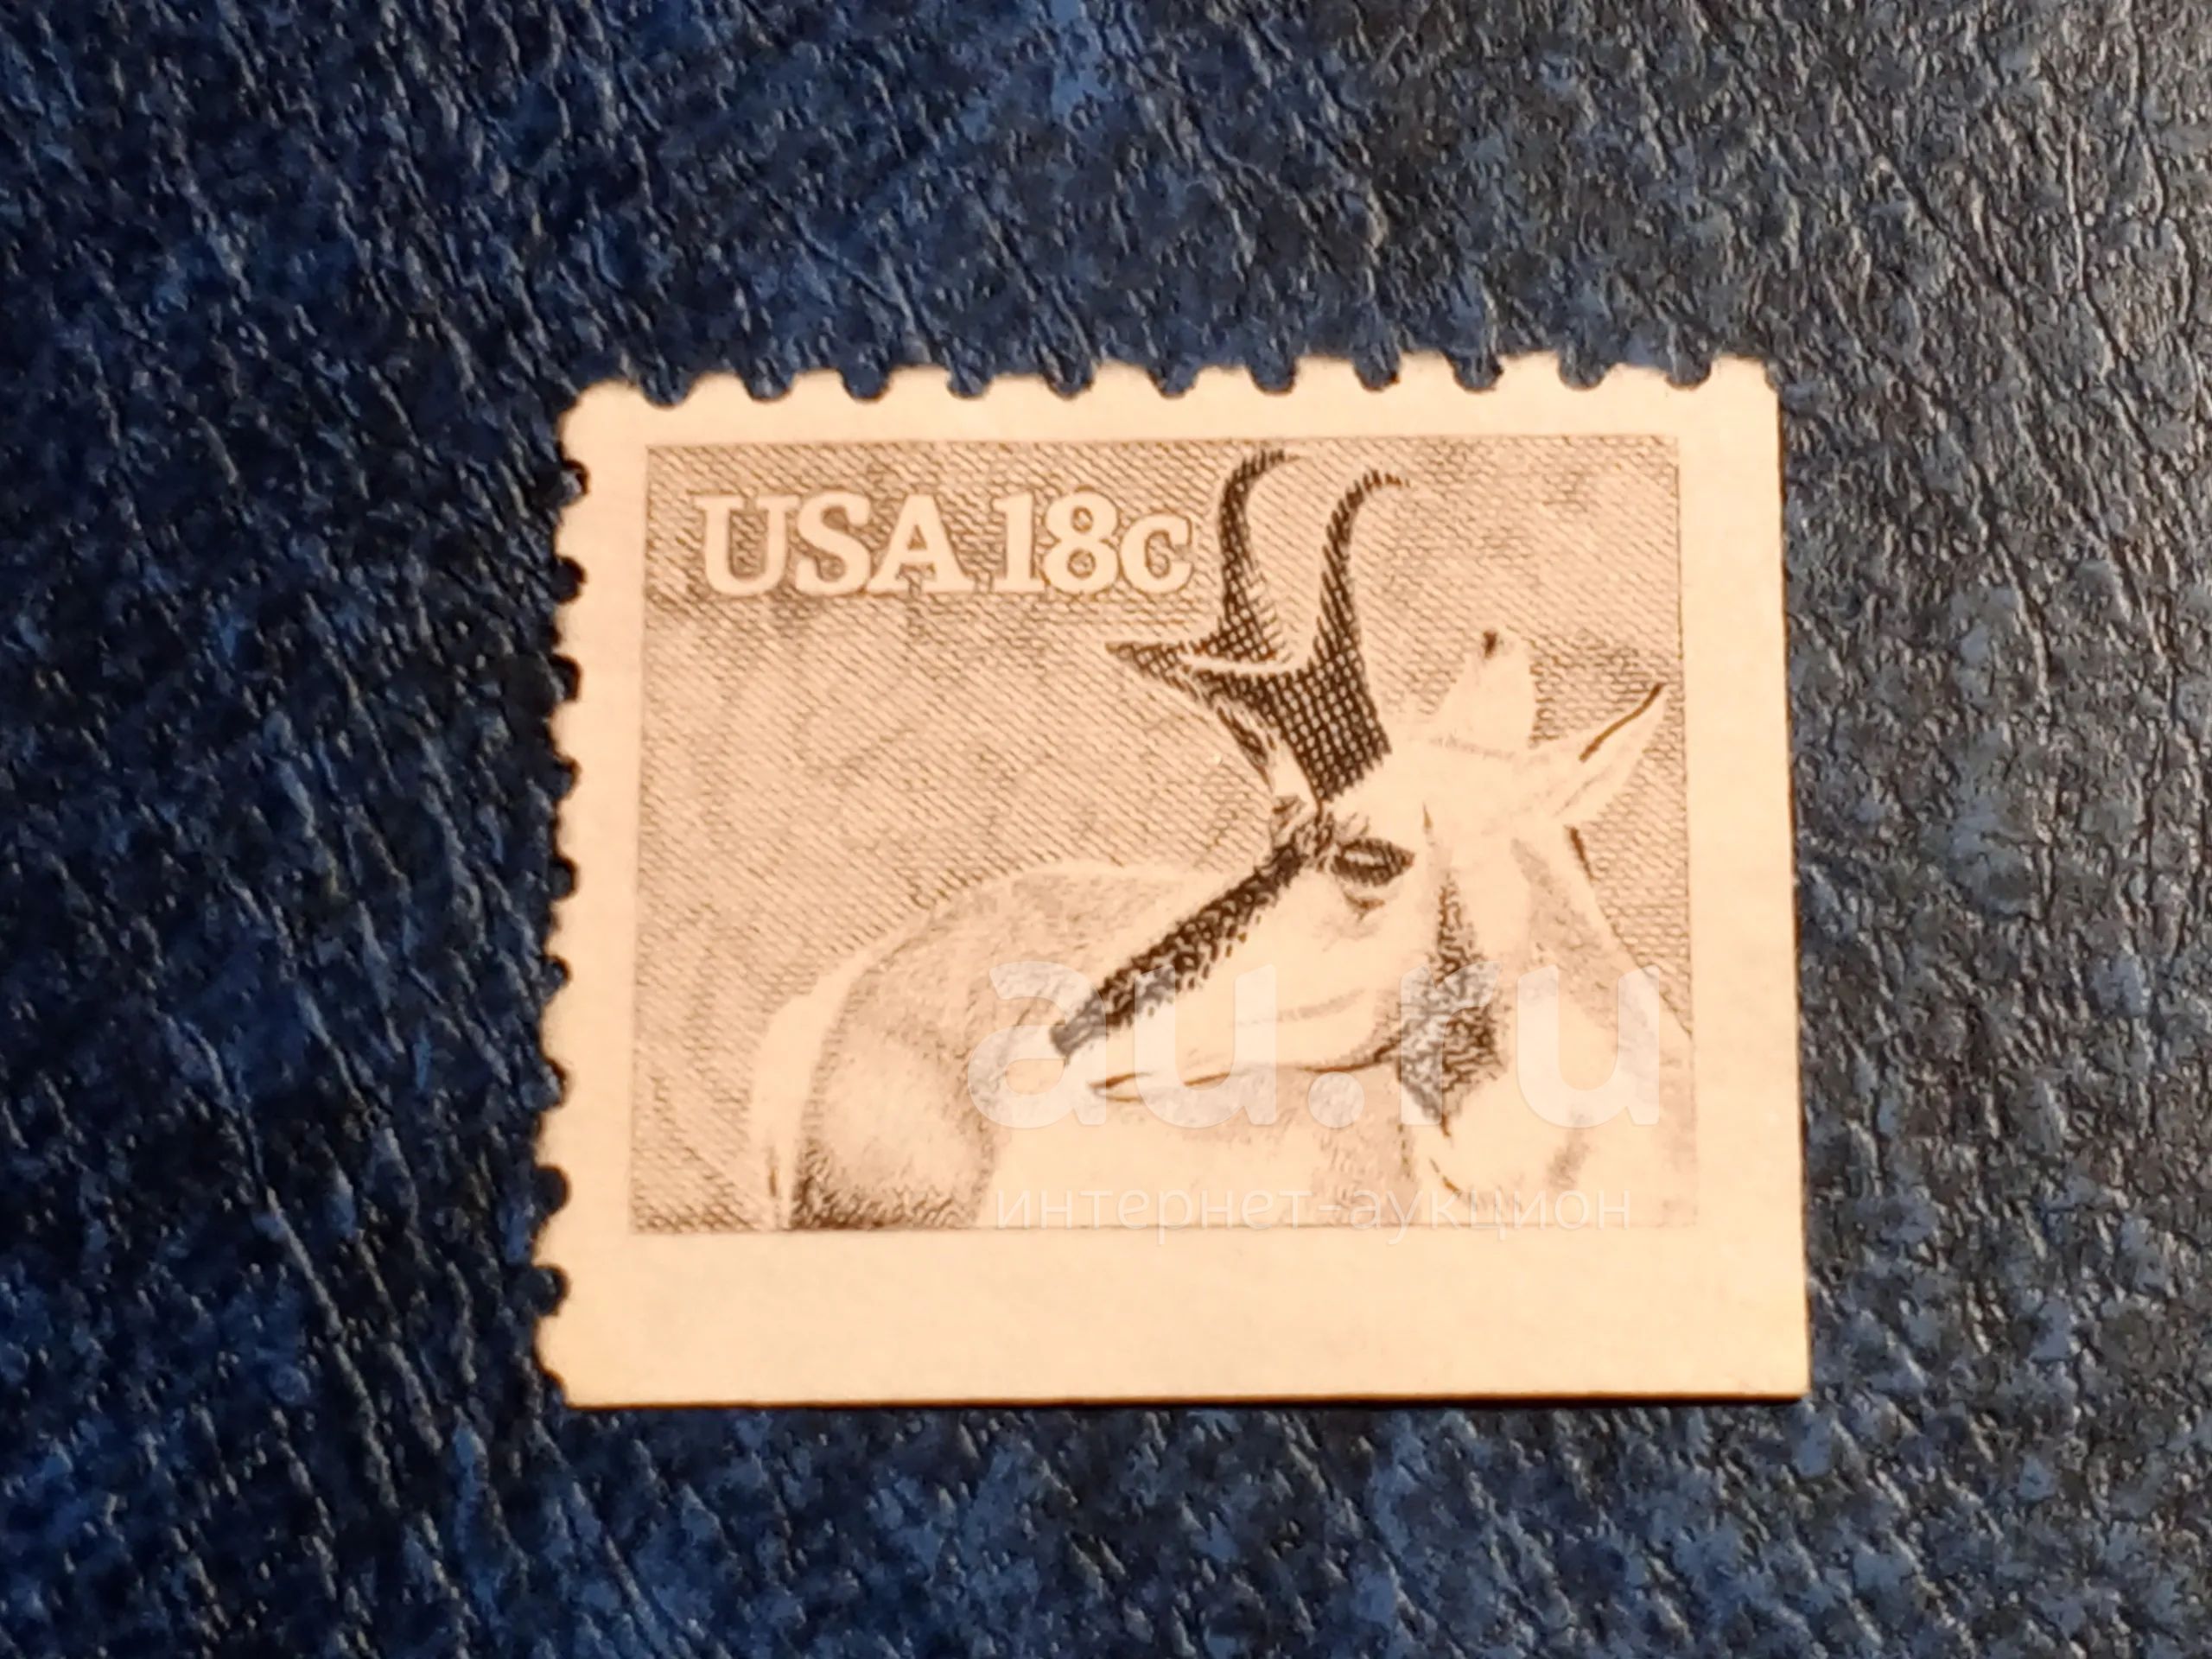 USA 18c
au.ru
интернет-аукцион